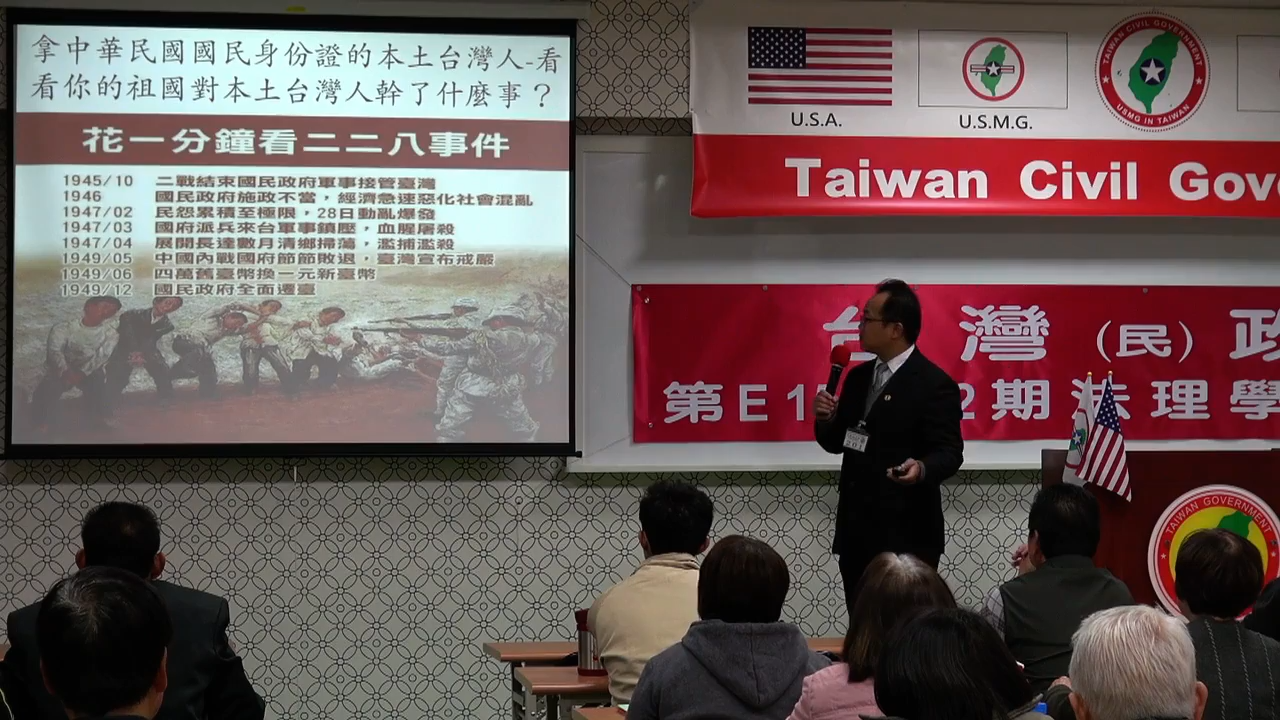 拿中華民國國民身份證的本土台灣人-看
看你的祖國對本土台灣人幹了什麼事？
花一分鐘看二二八事件
1945/10 二戰結束國民政府軍事接管臺灣
1946 國民政府施政不當，經濟急速惡化社會混亂
1947/02 民怨累積至極限，28日動亂爆發
1947/03 國府派兵來台軍事鎮壓，血腥屠殺
1947/04 展開長達數月清鄉掃蕩，濫捕濫殺
1949/05 中國內戰國府節節敗退，臺灣宣布戒嚴
1949/06 四萬舊臺幣換一元新臺幣
1949/12 國民政府全面遷臺
U.S.A.
U.S.M.G.
TAIWAN CIVIL GOVERNMENT
USMG IN TAIWAN
Taiwan Civil Gov
台灣（民）政
第E1 2期法理學
TAIWAN GOVERNMENT